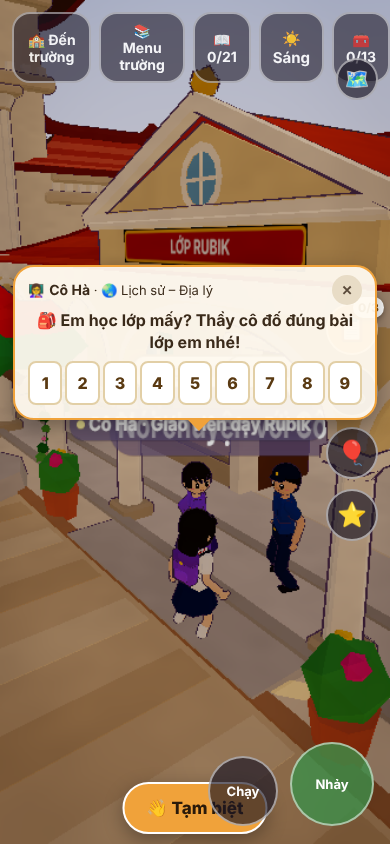 🏫 Đến
trường
📚
Menu
trường
📖
0/21
☀️
Sáng
🧰
0/13
LỚP RUBIK
👩‍🏫 Cô Hà · 🌏 Lịch sử – Địa lý
✕
🎒 Em học lớp mấy? Thầy cô đố đúng bài
lớp em nhé!
1 2 3 4 5 6 7 8 9
Cô Hà · Giáo viên dạy Rubik
👋 Tạm biệt
Chạy
Nhảy